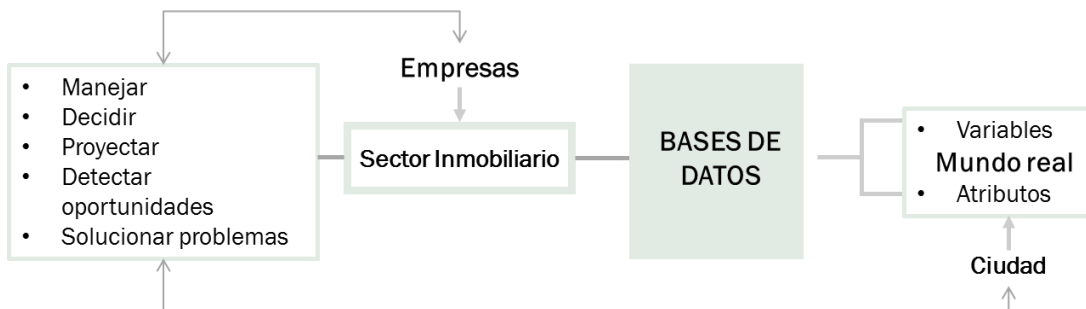 • Manejar
• Decidir
• Proyectar
• Detectar
oportunidades
• Solucionar problemas
Empresas
Sector Inmobiliario
BASES DE
DATOS
• Variables
Mundo real
• Atributos
Ciudad